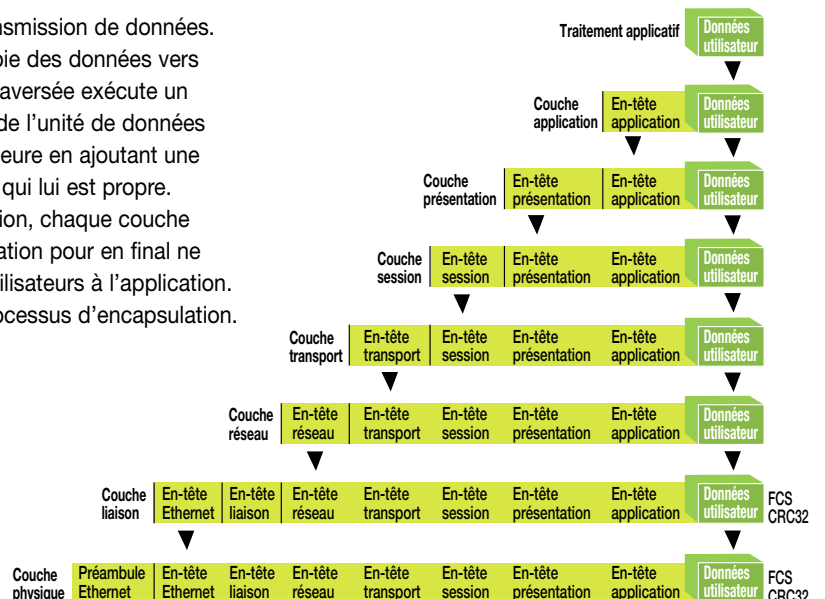 nsmission de données.
oie des données vers
aversée exécute un
de l'unité de données
eure en ajoutant une
qui lui est propre.
ion, chaque couche
ation pour en final ne
ilisateurs à l'application.
ocessus d'encapsulation.
Traitement applicatif
Données
utilisateur
Couche
application
En-tête
application
Données
utilisateur
Couche
présentation
En-tête
présentation
En-tête
application
Données
utilisateur
Couche
session
En-tête
session
En-tête
présentation
En-tête
application
Données
utilisateur
Couche
transport
En-tête
transport
En-tête
session
En-tête
présentation
En-tête
application
Données
utilisateur
Couche
réseau
En-tête
réseau
En-tête
transport
En-tête
session
En-tête
présentation
En-tête
application
Données
utilisateur
Couche
liaison
En-tête
Ethernet
En-tête
liaison
En-tête
réseau
En-tête
transport
En-tête
session
En-tête
présentation
En-tête
application
Données
utilisateur
FCS
CRC32
Couche
physique
Préambule
Ethernet
En-tête
Ethernet
En-tête
liaison
En-tête
réseau
En-tête
transport
En-tête
session
En-tête
présentation
En-tête
application
Données
utilisateur
FCS
CRC32